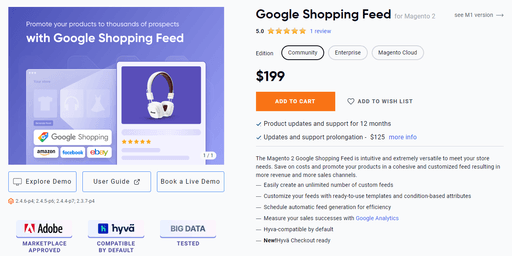 Promote your products to thousands of prospects
with Google Shopping Feed
Google Shopping
amazon
facebook
ebay
1 / 1
Explore Demo
User Guide
Book a Live Demo
2.4.6-p4; 2.4.5-p6; 2.4.4-p7; 2.3.7-p4
Adobe
MARKETPLACE
APPROVED
hyvä
COMPATIBLE
BY DEFAULT
BIG DATA
TESTED
Google Shopping Feed for Magento 2
see M1 version
5.0
1 review
Edition
Community
Enterprise
Magento Cloud
$199
ADD TO CART
ADD TO WISH LIST
Product updates and support for 12 months
Updates and support prolongation - $125 more info
The Magento 2 Google Shopping Feed is intuitive and extremely versatile to meet your store
needs. Save on costs and promote your products in a cohesive and customized feed resulting in
more revenue and more sales channels.
— Easily create an unlimited number of custom feeds
— Customize your feeds with ready-to-use templates and condition-based attributes
— Schedule automatic feed generation for efficiency
— Measure your sales successes with Google Analytics
— Hyva-compatible by default
— New!Hyvä Checkout ready